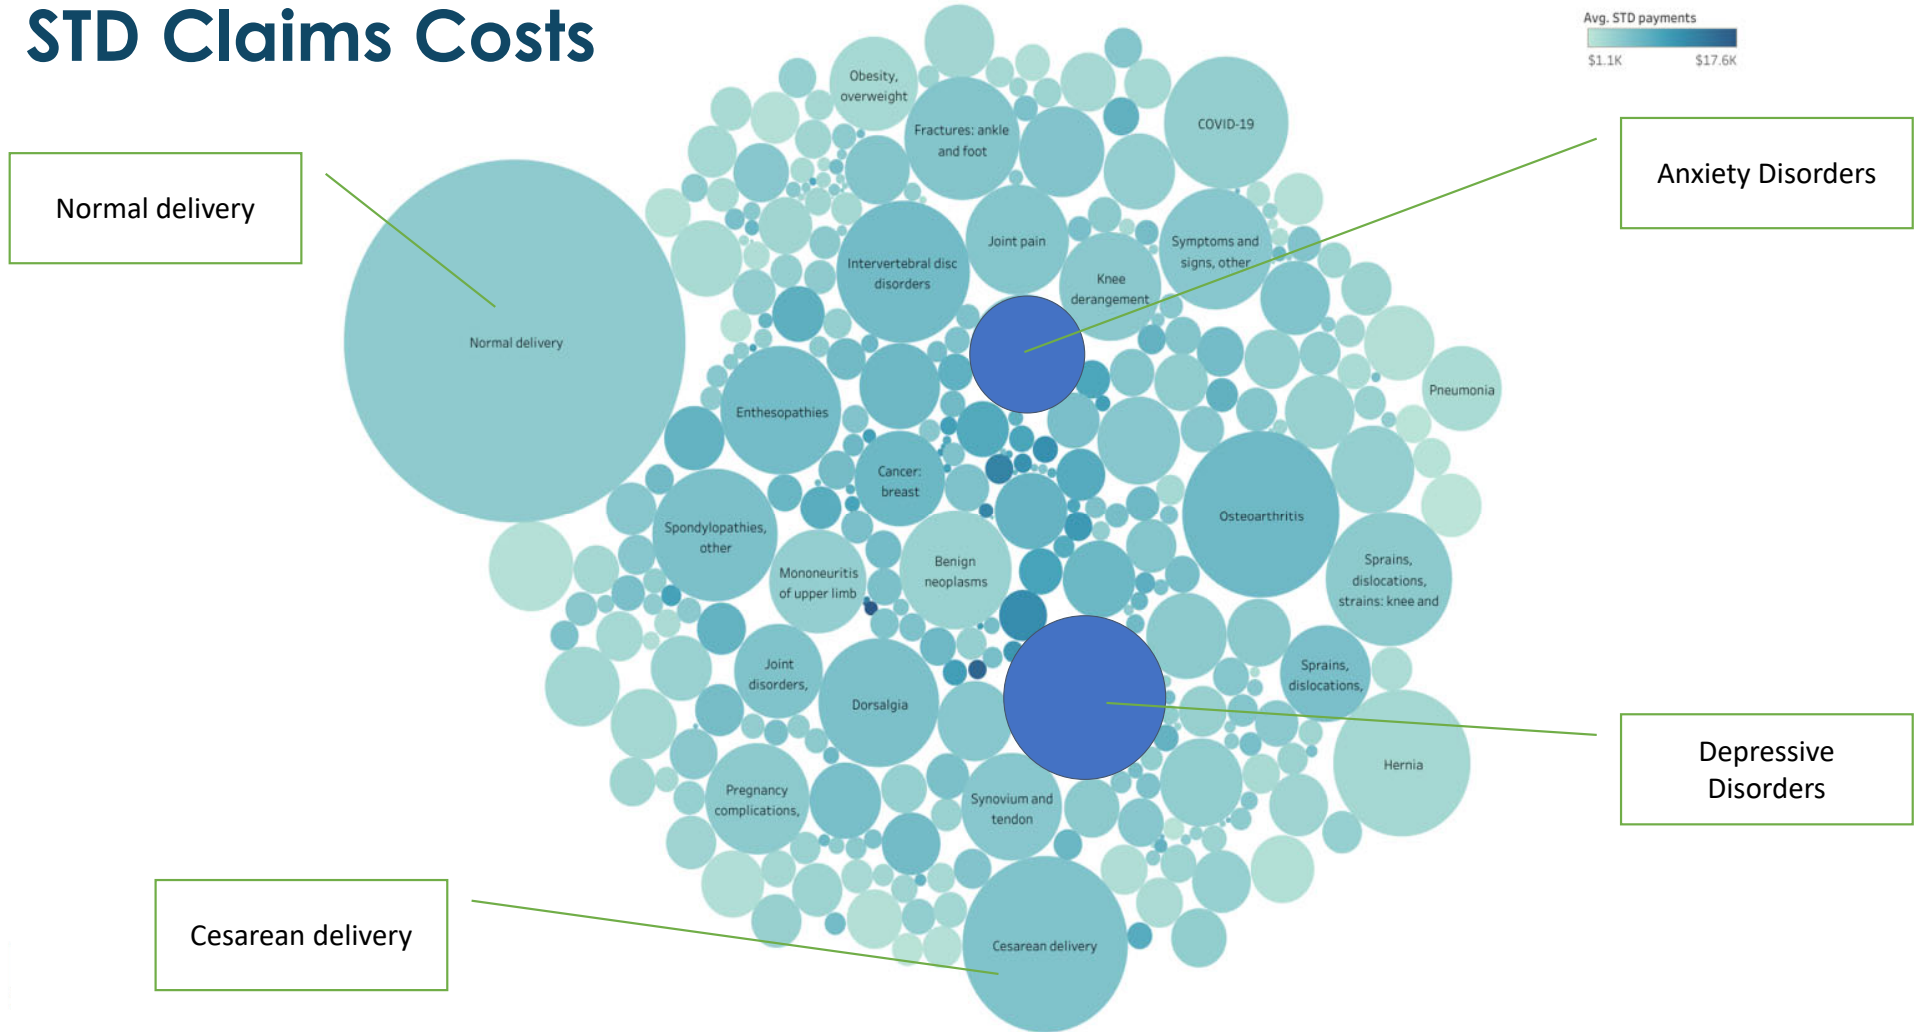 STD Claims Costs
Avg. STD payments
$1.1K
$17.6K
Normal delivery
Anxiety Disorders
Depressive
Disorders
Cesarean delivery
Obesity,
overweight
Fractures: ankle
and foot
COVID-19
Intervertebral disc
disorders
Joint pain
Knee
derangement
Symptoms and
signs, other
Normal delivery
Enthesopathies
Pneumonia
Cancer:
breast
Spondylopathies,
other
Mononeuritis
of upper limb
Benign
neoplasms
Osteoarthritis
Sprains,
dislocations,
strains: knee and
Joint
disorders,
Dorsalgia
Sprains,
dislocations,
Hernia
Pregnancy
complications,
Synovium and
tendon
Cesarean delivery